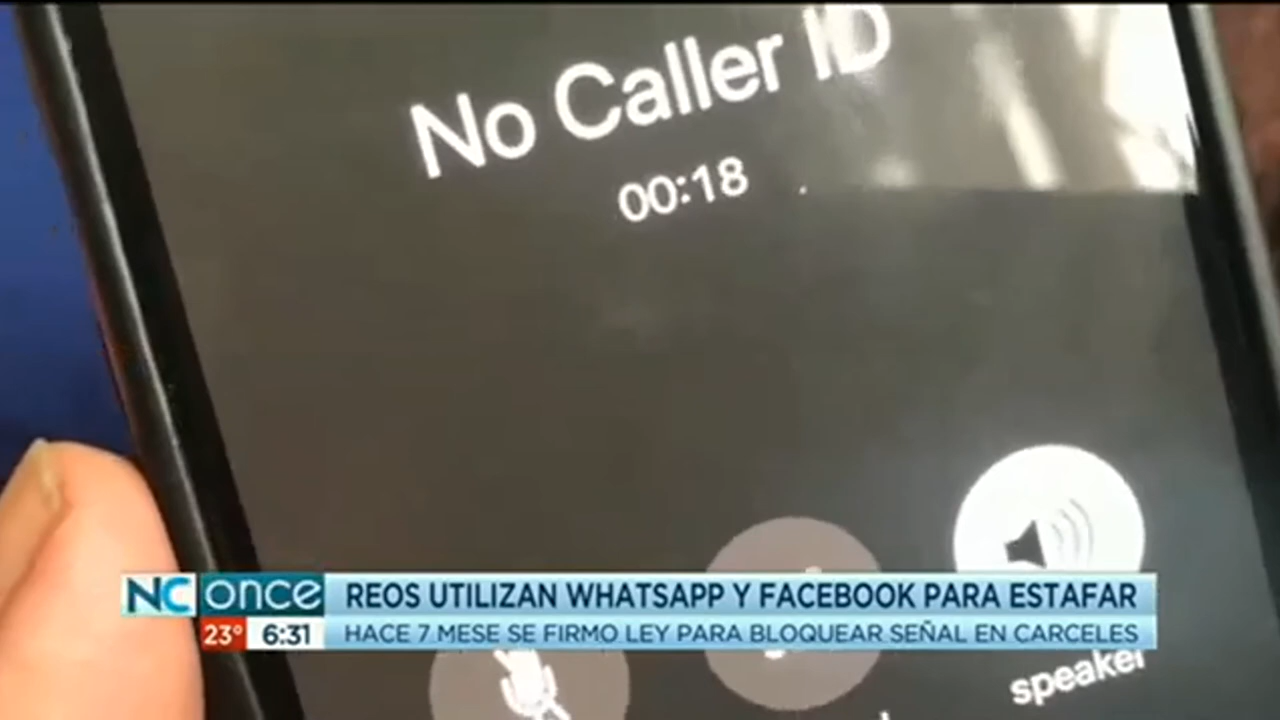 No Caller ID
00:18
NC once
REOS UTILIZAN WHATSAPP Y FACEBOOK PARA ESTAFAR
23° 6:31
HACE 7 MESE SE FIRMO LEY PARA BLOQUEAR SEÑAL EN CARCELES
speaker